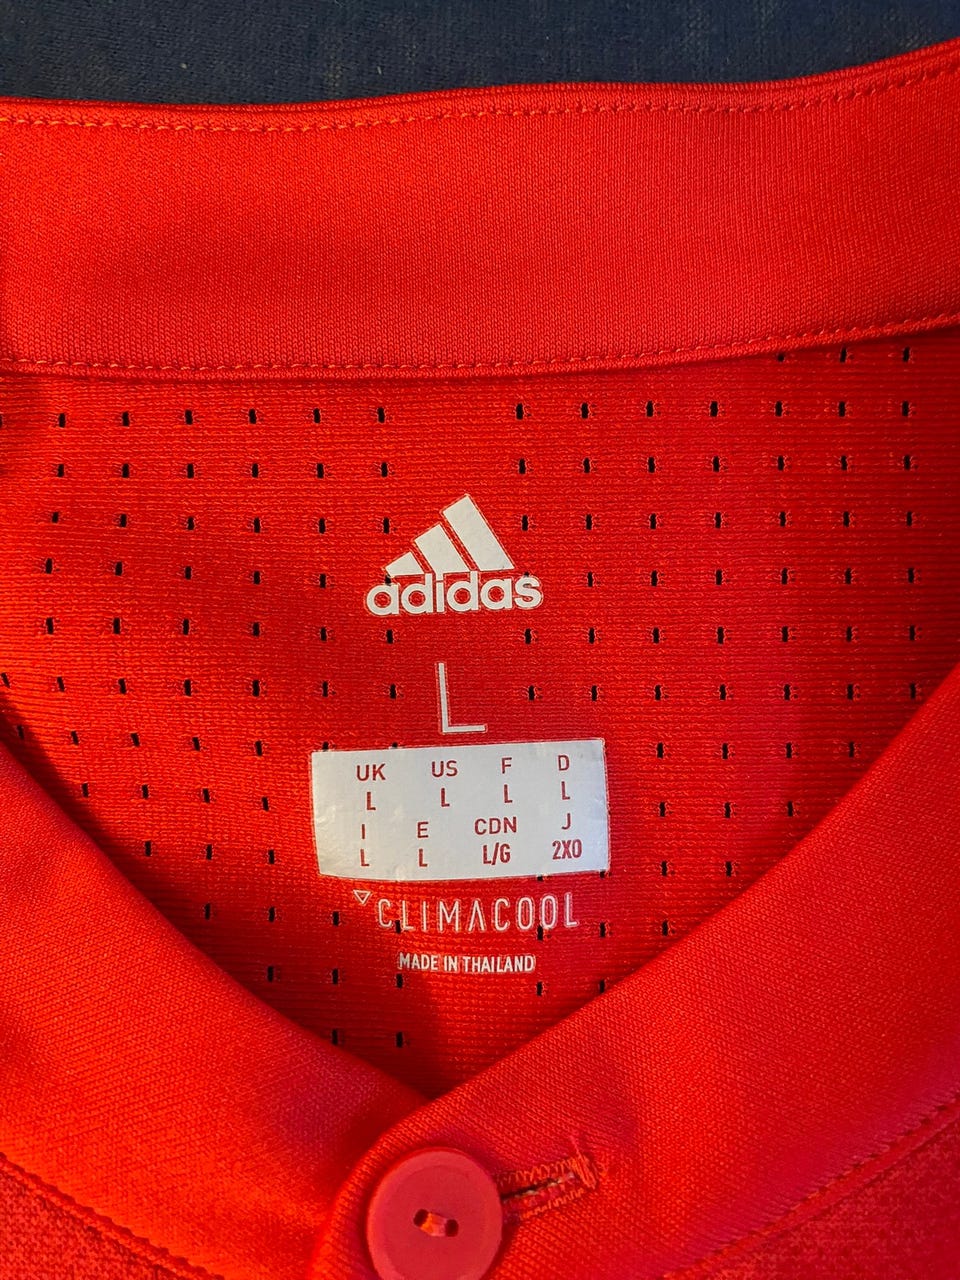 adidas
L
UK US F D
L L L L
I E CDN J
L L L/G 2XO
CLIMACOOL
MADE IN THAILAND